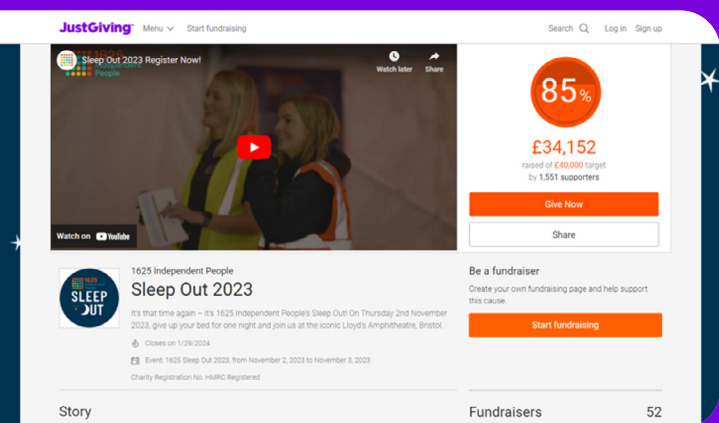 JustGiving™ Menu Start fundraising Search Log in Sign up
1625
Independent
People
Sleep Out 2023 Register Now!
Watch later Share
Watch on YouTube
85%
£34,152
raised of £40,000 target
by 1,551 supporters
Give Now
Share
1625
SLEEP
OUT
1625 Independent People
Sleep Out 2023
It's that time again – it's 1625 Independent People's Sleep Out! On Thursday 2nd November
2023, give up your bed for one night and join us at the iconic Lloyd's Amphitheatre, Bristol.
Closes on 1/29/2024
Event: 1625 Sleep Out 2023, from November 2, 2023 to November 3, 2023
Charity Registration No. HMRC Registered
Be a fundraiser
Create your own fundraising page and help support
this cause.
Start fundraising
Story
Fundraisers 52